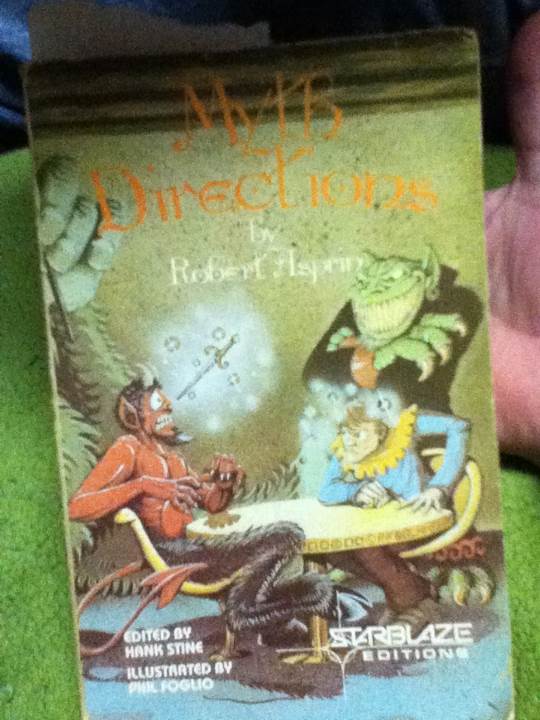 Myth
Directions
by
Robert Asprin
EDITED BY
HANK STINE
ILLUSTRATED BY
PHIL FOGLIO
STARBLAZE
EDITIONS